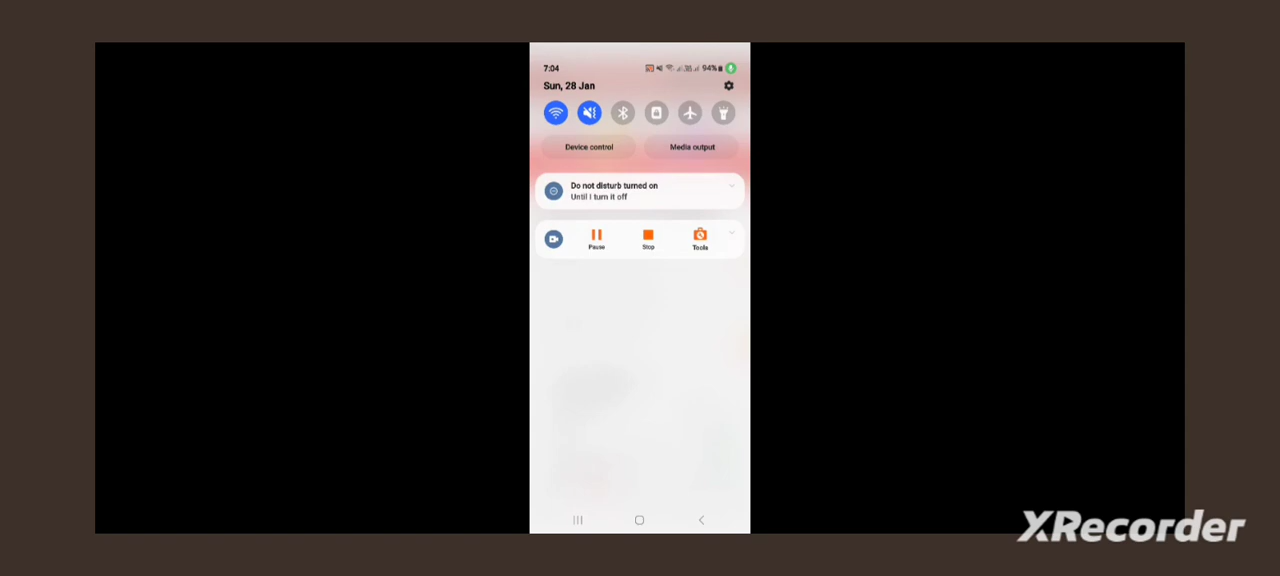 7:04
94%
Sun, 28 Jan
Device control
Media output
Do not disturb turned on
Until I turn it off
Pause
Stop
Tools
XRecorder